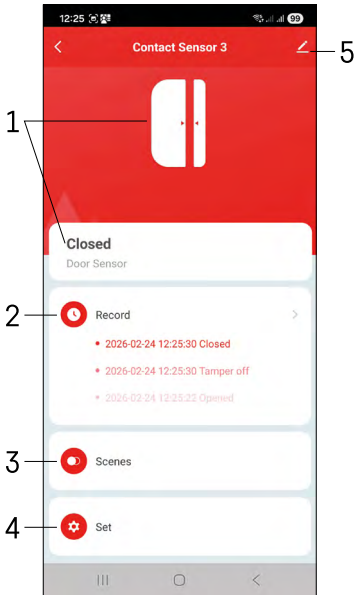 12:25 99
Contact Sensor 3
5
1
Closed
Door Sensor
2 Record
2026-02-24 12:25:30 Closed
2026-02-24 12:25:30 Tamper off
2026-02-24 12:25:22 Opened
3 Scenes
4 Set